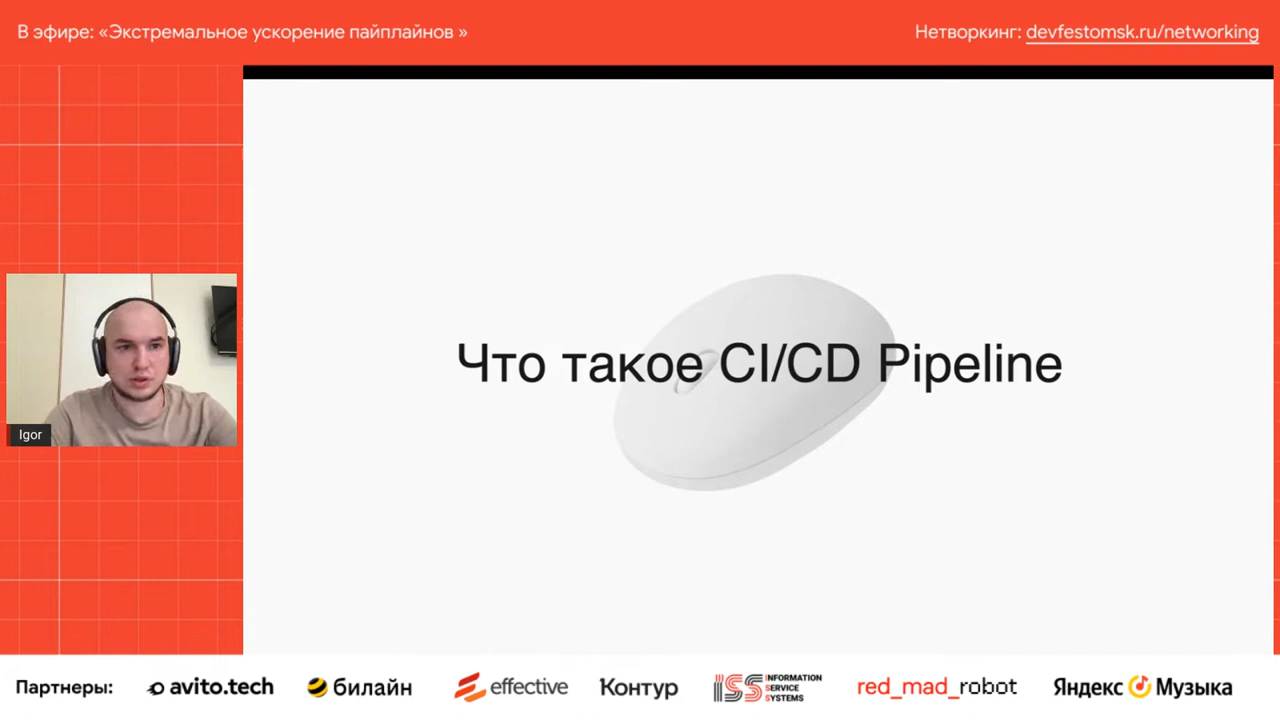 В эфире: «Экстремальное ускорение пайплайнов »
Нетворкинг: devfestomsk.ru/networking
Что такое CI/CD Pipeline
Igor
Партнеры:
avito.tech
билайн
effective
Контур
ISS INFORMATION SERVICE SYSTEMS
red_mad_robot
Яндекс Музыка